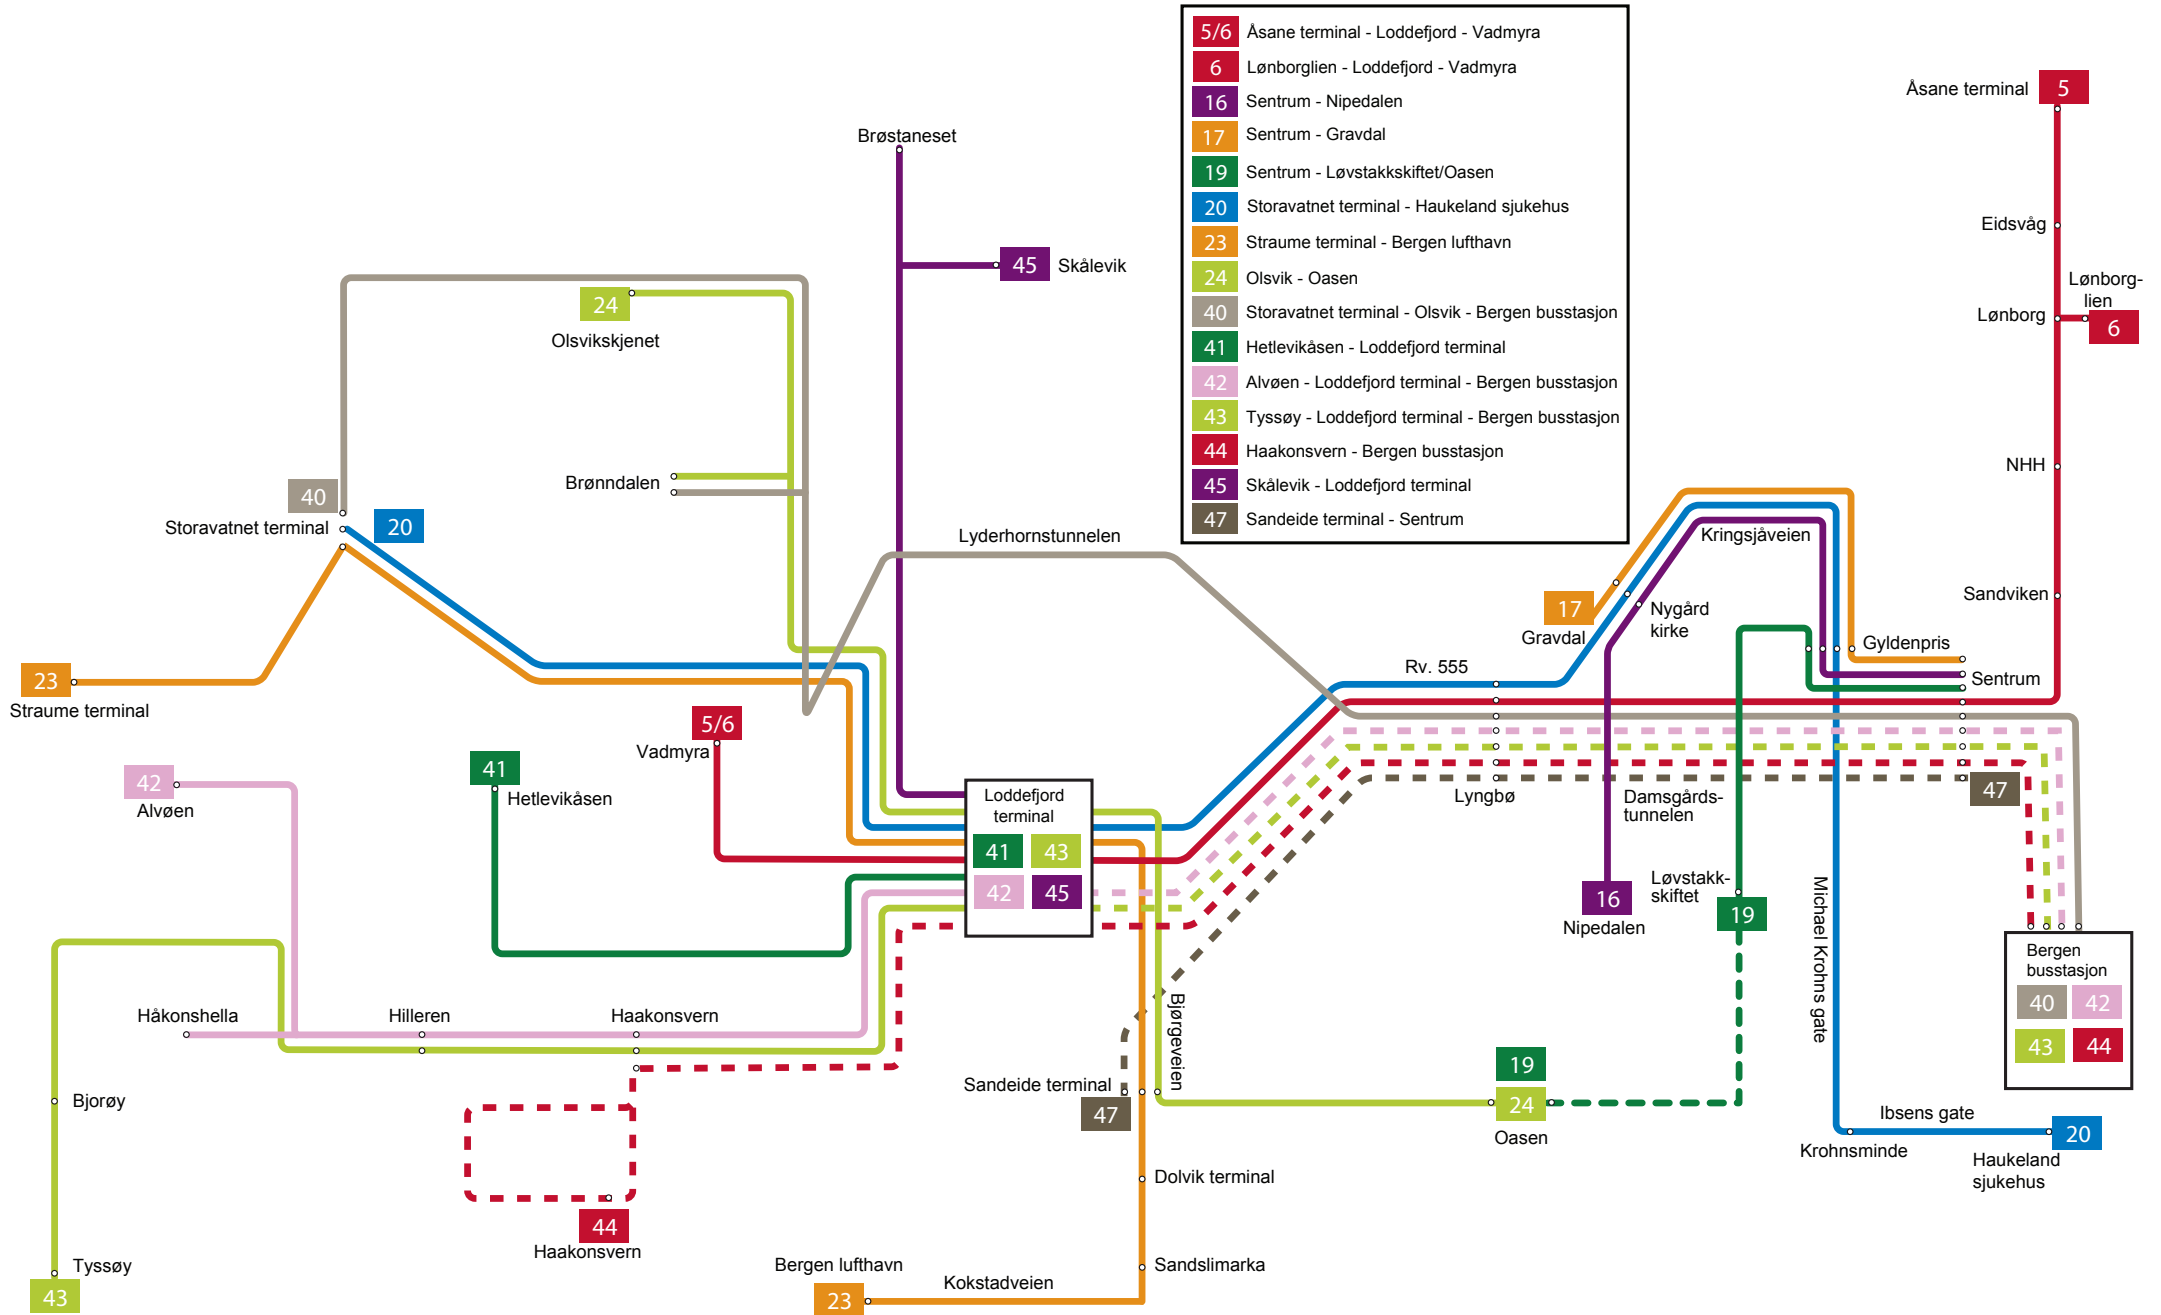 5/6 Åsane terminal - Loddefjord - Vadmyra
6 Lønborglien - Loddefjord - Vadmyra
16 Sentrum - Nipedalen
17 Sentrum - Gravdal
19 Sentrum - Løvstakkskiftet/Oasen
20 Storavatnet terminal - Haukeland sjukehus
23 Straume terminal - Bergen lufthavn
24 Olsvik - Oasen
40 Storavatnet terminal - Olsvik - Bergen busstasjon
41 Hetlevikåsen - Loddefjord terminal
42 Alvøen - Loddefjord terminal - Bergen busstasjon
43 Tyssøy - Loddefjord terminal - Bergen busstasjon
44 Haakonsvern - Bergen busstasjon
45 Skålevik - Loddefjord terminal
47 Sandeide terminal - Sentrum
Åsane terminal 5
Brøstaneset
Eidsvåg
45 Skålevik
Lønborg-
lien
24
Olsvikskjenet
Lønborg
6
NHH
Brønndalen
40
Storavatnet terminal
20
Lyderhornstunnelen
Kringsjåveien
Sandviken
17
Gravdal
Nygård
kirke
Gyldenpris
Rv. 555
Sentrum
23
Straume terminal
5/6
Vadmyra
42
Alvøen
41
Hetlevikåsen
Loddefjord
terminal
41 43
42 45
Lyngbø
Damsgårds-
tunnelen
47
Løvstakk-
skiftet
16
Nipedalen
19
Michael Krohns gate
Bergen
busstasjon
40 42
43 44
Håkonshella
Hilleren
Haakonsvern
Bjørgeveien
Sandeide terminal
47
19
24
Oasen
Bjorøy
Ibsens gate
Krohnsminde
20
Haukeland
sjukehus
Dolvik terminal
44
Haakonsvern
Tyssøy
43
Bergen lufthavn
23
Kokstadveien
Sandslimarka